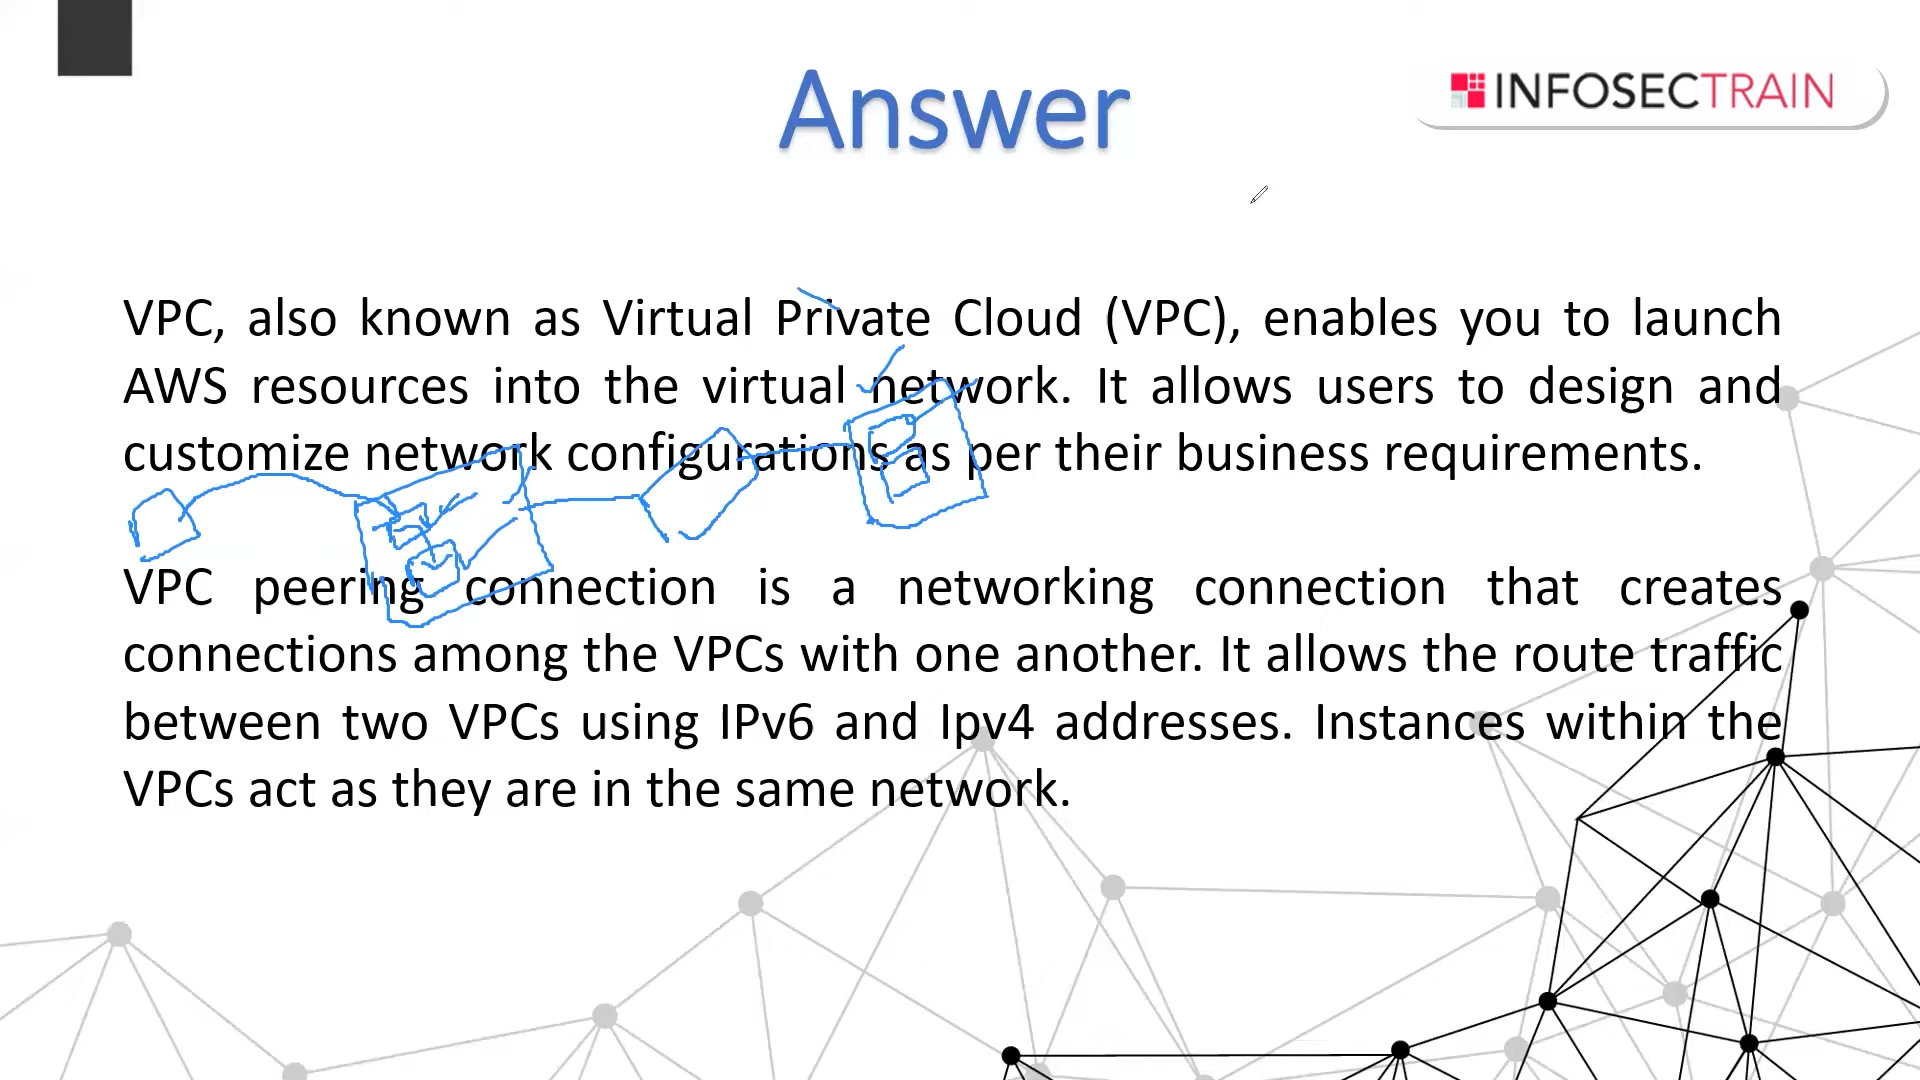 Answer
INFOSECTRAIN
VPC, also known as Virtual Private Cloud (VPC), enables you to launch
AWS resources into the virtual network. It allows users to design and
customize network configurations as per their business requirements.
VPC peering connection is a networking connection that creates
connections among the VPCs with one another. It allows the route traffic
between two VPCs using IPv6 and Ipv4 addresses. Instances within the
VPCs act as they are in the same network.